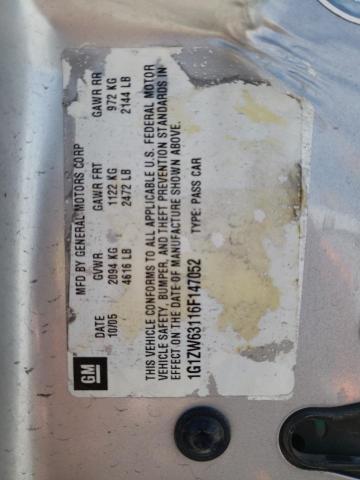 GM
MFD BY GENERAL MOTORS CORP
DATE GVWR GAWR FRT GAWR RR
10/05 2094 KG 1122 KG 972 KG
4616 LB 2472 LB 2144 LB
THIS VEHICLE CONFORMS TO ALL APPLICABLE U.S. FEDERAL MOTOR
VEHICLE SAFETY, BUMPER, AND THEFT PREVENTION STANDARDS IN
EFFECT ON THE DATE OF MANUFACTURE SHOWN ABOVE.
1G1ZW63116F147052 TYPE: PASS CAR